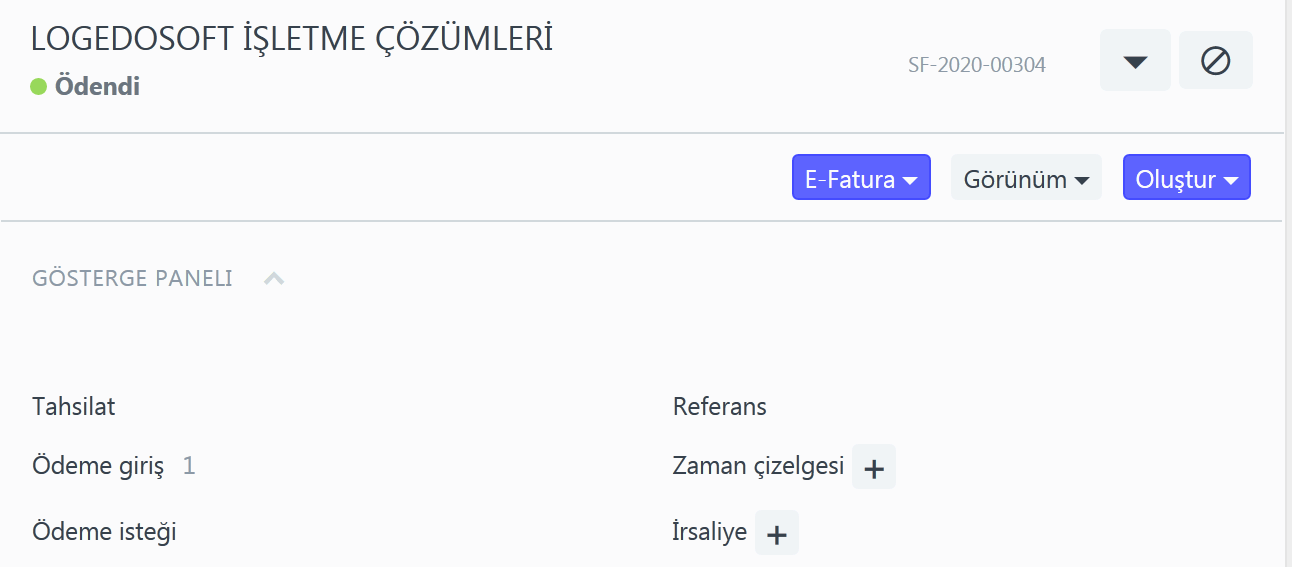 LOGEDOSOFT İŞLETME ÇÖZÜMLERİ
Ödendi
SF-2020-00304
E-Fatura Görünüm Oluştur
GÖSTERGE PANELI
Tahsilat Referans
Ödeme giriş 1 Zaman çizelgesi +
Ödeme isteği İrsaliye +